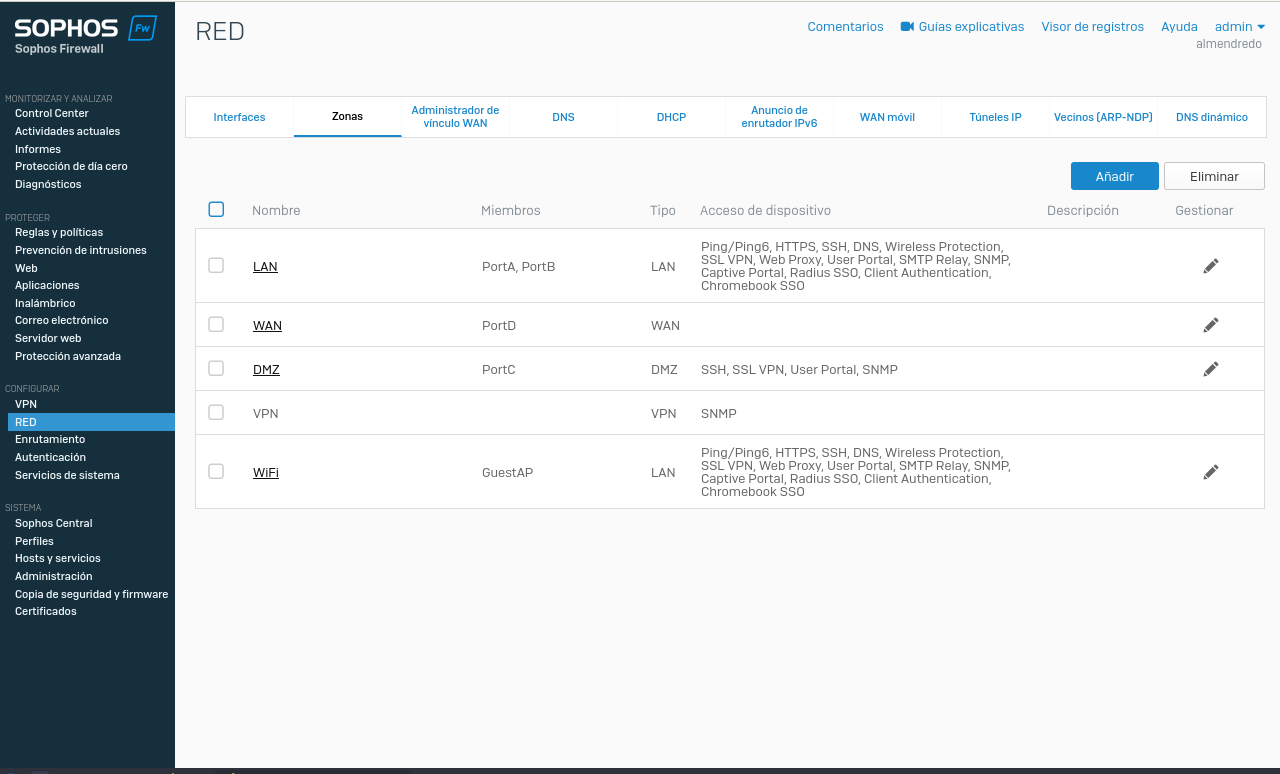 SOPHOS Fw
Sophos Firewall
MONITORIZAR Y ANALIZAR
Control Center
Actividades actuales
Informes
Protección de día cero
Diagnósticos
PROTEGER
Reglas y políticas
Prevención de intrusiones
Web
Aplicaciones
Inalámbrico
Correo electrónico
Servidor web
Protección avanzada
CONFIGURAR
VPN
RED
Enrutamiento
Autenticación
Servicios de sistema
SISTEMA
Sophos Central
Perfiles
Hosts y servicios
Administración
Copia de seguridad y firmware
Certificados
RED
Comentarios Guías explicativas Visor de registros Ayuda admin
almendredo
Interfaces
Zonas
Administrador de
vínculo WAN
DNS
DHCP
Anuncio de
enrutador IPv6
WAN móvil
Túneles IP
Vecinos (ARP-NDP)
DNS dinámico
Añadir Eliminar
Nombre Miembros Tipo Acceso de dispositivo Descripción Gestionar
LAN PortA, PortB LAN
Ping/Ping6, HTTPS, SSH, DNS, Wireless Protection,
SSL VPN, Web Proxy, User Portal, SMTP Relay, SNMP,
Captive Portal, Radius SSO, Client Authentication,
Chromebook SSO
WAN PortD WAN
DMZ PortC DMZ SSH, SSL VPN, User Portal, SNMP
VPN VPN SNMP
WiFi GuestAP LAN
Ping/Ping6, HTTPS, SSH, DNS, Wireless Protection,
SSL VPN, Web Proxy, User Portal, SMTP Relay, SNMP,
Captive Portal, Radius SSO, Client Authentication,
Chromebook SSO